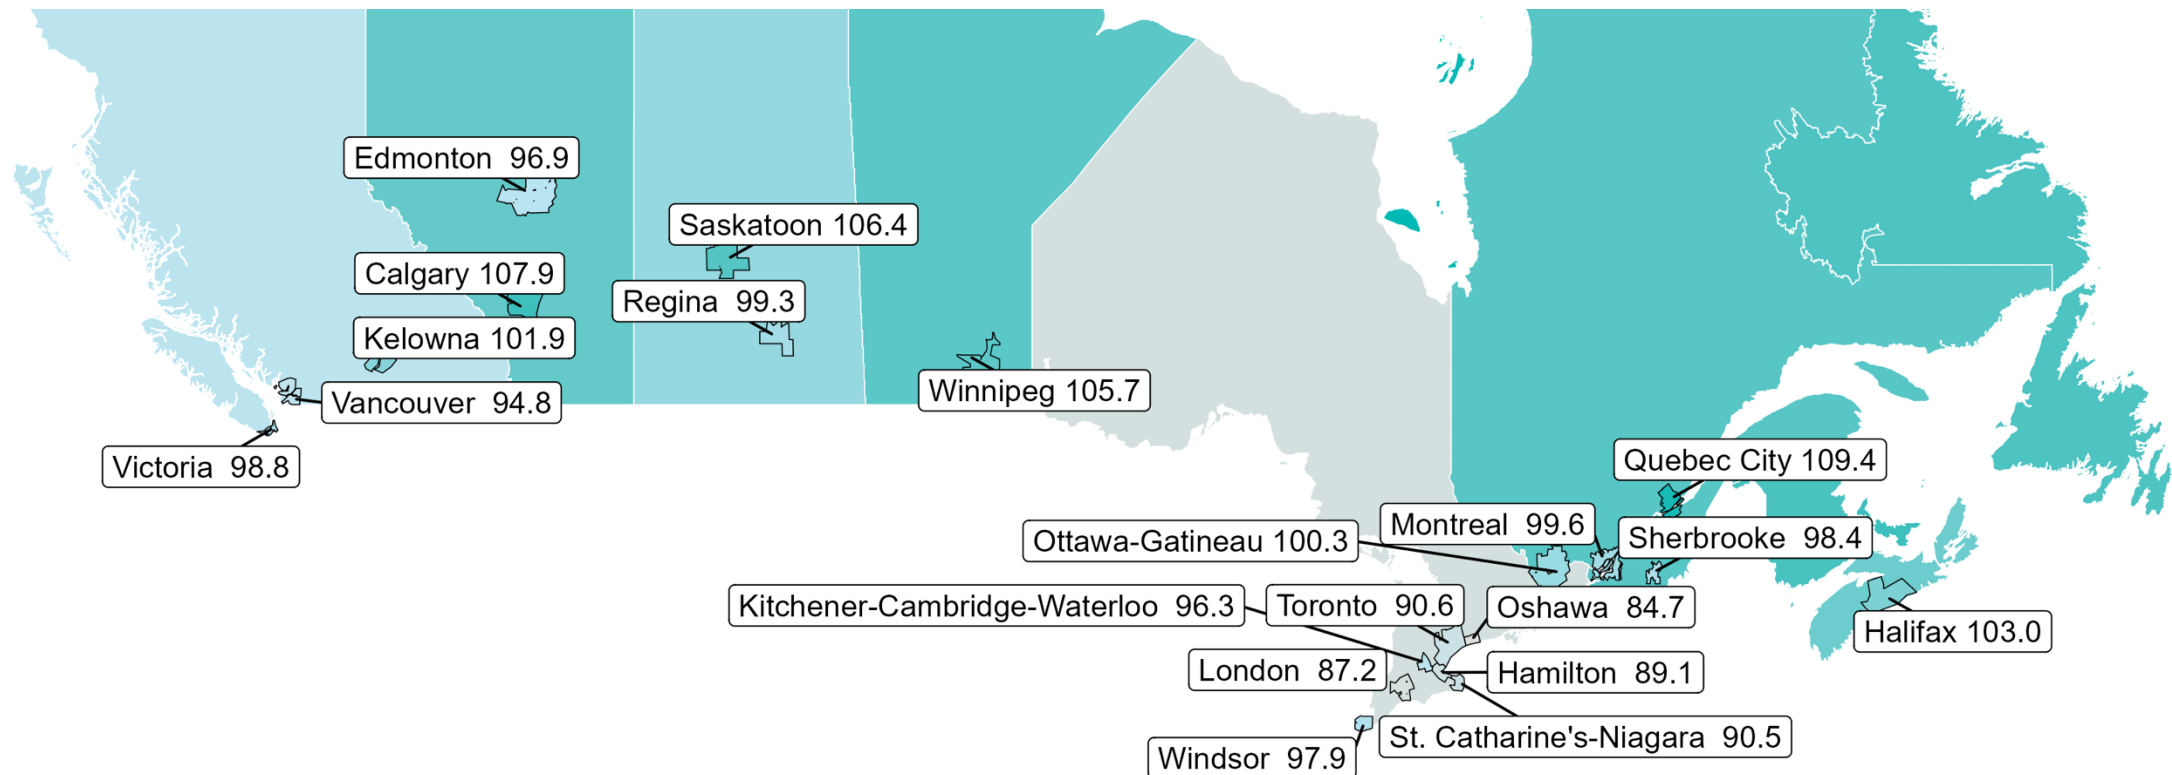 Edmonton 96.9
Saskatoon 106.4
Calgary 107.9
Regina 99.3
Kelowna 101.9
Winnipeg 105.7
Vancouver 94.8
Victoria 98.8
Quebec City 109.4
Montreal 99.6
Sherbrooke 98.4
Ottawa-Gatineau 100.3
Kitchener-Cambridge-Waterloo 96.3
Toronto 90.6
Oshawa 84.7
Halifax 103.0
London 87.2
Hamilton 89.1
St. Catharine's-Niagara 90.5
Windsor 97.9